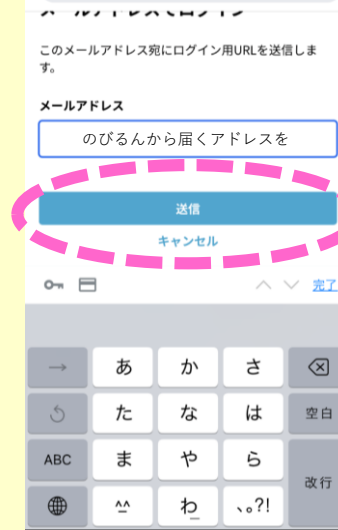 メールアドレスでログイン
このメールアドレス宛にログイン用URLを送信しま
す。
メールアドレス
のびるんから届くアドレスを
送信
キャンセル
完了
→ あ か さ
た な は 空白
ABC ま や ら
改行
^^ わ_ 、。?!